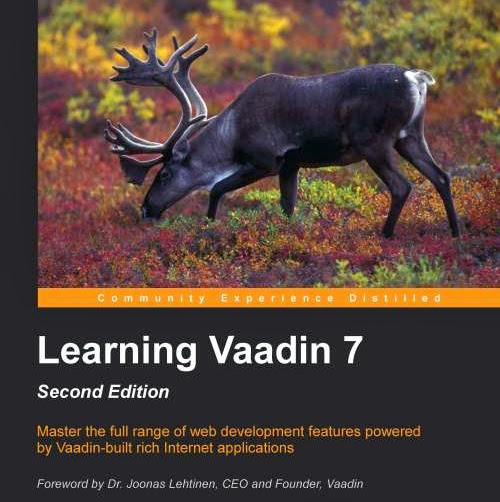 Community Experience Distilled
Learning Vaadin 7
Second Edition
Master the full range of web development features powered
by Vaadin-built rich Internet applications
Foreword by Dr. Joonas Lehtinen, CEO and Founder, Vaadin